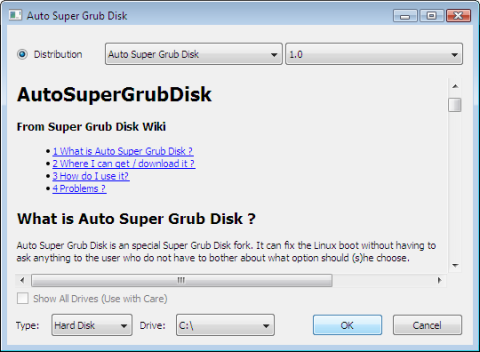 Auto Super Grub Disk
Distribution
Auto Super Grub Disk
1.0
AutoSuperGrubDisk
From Super Grub Disk Wiki
1 What is Auto Super Grub Disk ?
2 Where I can get / download it ?
3 How do I use it?
4 Problems ?
What is Auto Super Grub Disk ?
Auto Super Grub Disk is an special Super Grub Disk fork. It can fix the Linux boot without having to
ask anything to the user who do not have to bother about what option should (s)he choose.
Show All Drives (Use with Care)
Type: Hard Disk Drive: C:\ OK Cancel